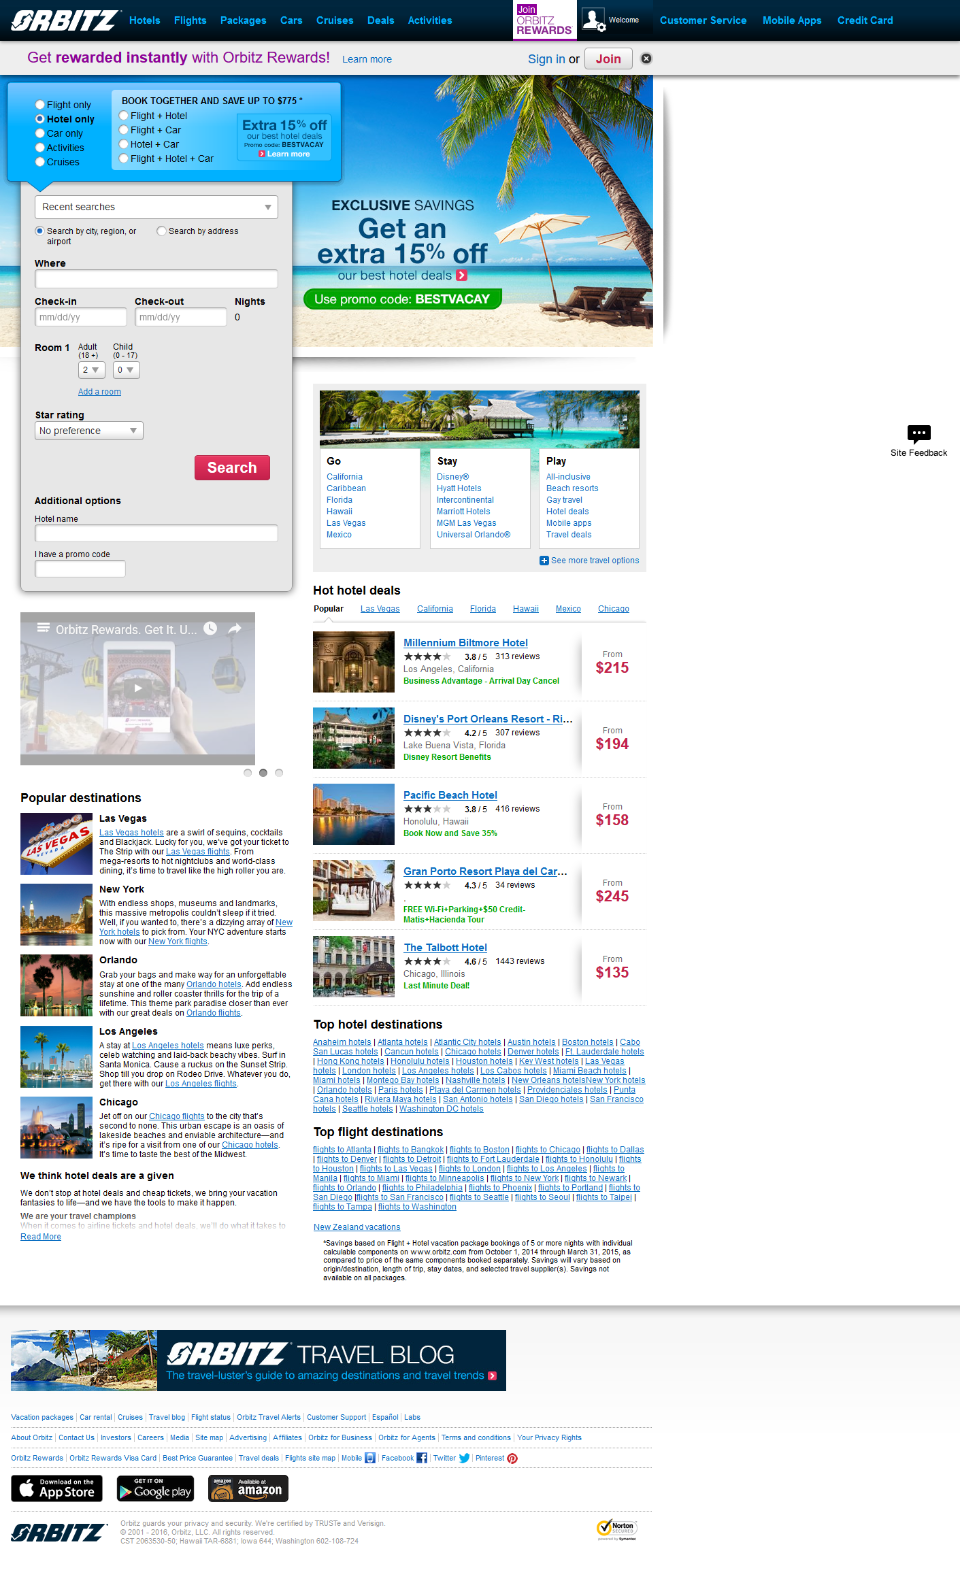 ORBITZ
Hotels Flights Packages Cars Cruises Deals Activities
Join
ORBITZ
REWARDS
Welcome
Customer Service Mobile Apps Credit Card
Get rewarded instantly with Orbitz Rewards! Learn more
Sign in or Join
Flight only
Hotel only
Car only
Activities
Cruises
BOOK TOGETHER AND SAVE UP TO $775 *
Flight + Hotel
Flight + Car
Hotel + Car
Flight + Hotel + Car
Extra 15% off
our best hotel deals
Promo code: BESTVACAY
Learn more
Recent searches
Search by city, region, or airport
Search by address
Where
Check-in Check-out Nights
mm/dd/yy mm/dd/yy 0
Room 1
Adult
(18 +)
Child
(0 - 17)
2 0
Add a room
Star rating
No preference
Search
Additional options
Hotel name
I have a promo code
EXCLUSIVE SAVINGS
Get an
extra 15% off
our best hotel deals
Use promo code: BESTVACAY
Go
California
Caribbean
Florida
Hawaii
Las Vegas
Mexico
Stay
Disney®
Hyatt Hotels
Intercontinental
Marriott Hotels
MGM Las Vegas
Universal Orlando®
Play
All-inclusive
Beach resorts
Gay travel
Hotel deals
Mobile apps
Travel deals
See more travel options
Site Feedback
Hot hotel deals
Popular Las Vegas California Florida Hawaii Mexico Chicago
Millennium Biltmore Hotel
3.8 / 5 313 reviews
Los Angeles, California
Business Advantage - Arrival Day Cancel
From
$215
Disney's Port Orleans Resort - Ri...
4.2 / 5 307 reviews
Lake Buena Vista, Florida
Disney Resort Benefits
From
$194
Pacific Beach Hotel
3.8 / 5 416 reviews
Honolulu, Hawaii
Book Now and Save 35%
From
$158
Gran Porto Resort Playa del Car...
4.3 / 5 34 reviews
,
FREE Wi-Fi+Parking+$50 Credit-
Matis+Hacienda Tour
From
$245
The Talbott Hotel
4.6 / 5 1443 reviews
Chicago, Illinois
Last Minute Deal!
From
$135
Orbitz Rewards. Get It. U...
Popular destinations
LAS VEGAS
NEVADA
Las Vegas
Las Vegas hotels are a swirl of sequins, cocktails
and Blackjack. Lucky for you, we've got your ticket to
The Strip with our Las Vegas flights. From
mega-resorts to hot nightclubs and world-class
dining, it's time to travel like the high roller you are.
New York
With endless shops, museums and landmarks,
this massive metropolis couldn't sleep if it tried.
Well, if you wanted to, there's a dizzying array of New
York hotels to pick from. Your NYC adventure starts
now with our New York flights.
Orlando
Grab your bags and make way for an unforgettable
stay at one of the many Orlando hotels. Add endless
sunshine and roller coaster thrills for the trip of a
lifetime. This theme park paradise closer than ever
with our great deals on Orlando flights.
Los Angeles
A stay at Los Angeles hotels means luxe perks,
celeb watching and laid-back beachy vibes. Surf in
Santa Monica. Cause a ruckus on the Sunset Strip.
Shop till you drop on Rodeo Drive. Whatever you do,
get there with our Los Angeles flights.
Chicago
Jet off on our Chicago flights to the city that's
second to none. This urban escape is an oasis of
lakeside beaches and enviable architecture—and
it's ripe for a visit from one of our Chicago hotels.
It's time to taste the best of the Midwest.
We think hotel deals are a given
We don't stop at hotel deals and cheap tickets, we bring your vacation
fantasies to life—and we have the tools to make it happen.
We are your travel champions
When it comes to airline tickets and hotel deals, we'll do what it takes to
Read More
Top hotel destinations
Anaheim hotels | Atlanta hotels | Atlantic City hotels | Austin hotels | Boston hotels | Cabo
San Lucas hotels | Cancun hotels | Chicago hotels | Denver hotels | Ft. Lauderdale hotels
| Hong Kong hotels | Honolulu hotels | Houston hotels | Key West hotels | Las Vegas
hotels | London hotels | Los Angeles hotels | Los Cabos hotels | Miami Beach hotels |
Miami hotels | Montego Bay hotels | Nashville hotels | New Orleans hotelsNew York hotels
| Orlando hotels | Paris hotels | Playa del Carmen hotels | Providenciales hotels | Punta
Cana hotels | Riviera Maya hotels | San Antonio hotels | San Diego hotels | San Francisco
hotels | Seattle hotels | Washington DC hotels
Top flight destinations
flights to Atlanta | flights to Bangkok | flights to Boston | flights to Chicago | flights to Dallas
| flights to Denver | flights to Detroit | flights to Fort Lauderdale | flights to Honolulu | flights
to Houston | flights to Las Vegas | flights to London | flights to Los Angeles | flights to
Manila | flights to Miami | flights to Minneapolis | flights to New York | flights to Newark |
flights to Orlando | flights to Philadelphia | flights to Phoenix | flights to Portland | flights to
San Diego |flights to San Francisco | flights to Seattle | flights to Seoul | flights to Taipei |
flights to Tampa | flights to Washington
New Zealand vacations
*Savings based on Flight + Hotel vacation package bookings of 5 or more nights with individual
calculable components on www.orbitz.com from October 1, 2014 through March 31, 2015, as
compared to price of the same components booked separately. Savings will vary based on
origin/destination, length of trip, stay dates, and selected travel supplier(s). Savings not
available on all packages.
ORBITZ TRAVEL BLOG
The travel-luster's guide to amazing destinations and travel trends
Vacation packages | Car rental | Cruises | Travel blog | Flight status | Orbitz Travel Alerts | Customer Support | Español | Labs
About Orbitz | Contact Us | Investors | Careers | Media | Site map | Advertising | Affiliates | Orbitz for Business | Orbitz for Agents | Terms and conditions | Your Privacy Rights
Orbitz Rewards | Orbitz Rewards Visa Card | Best Price Guarantee | Travel deals | Flights site map | Mobile | Facebook | Twitter | Pinterest
Download on the
App Store
GET IT ON
Google play
amazon
Available at
amazon
ORBITZ
Orbitz guards your privacy and security. We're certified by TRUSTe and Verisign.
© 2001 - 2016, Orbitz, LLC. All rights reserved.
CST 2063530-50; Hawaii TAR-6881; Iowa 644; Washington 602-108-724
Norton
SECURED
powered by Symantec